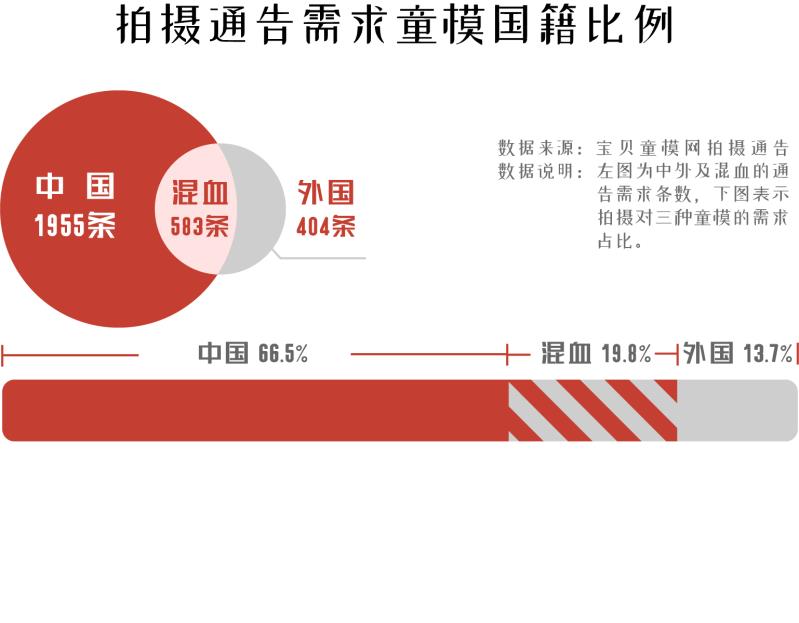 拍摄通告需求童模国籍比例
中 国
1955条
混血
583条
外国
404条
数据来源：宝贝童模网拍摄通告
数据说明：左图为中外及混血的通
告需求条数，下图表示
拍摄对三种童模的需求
占比。
中国 66.5%
混血 19.8%
外国 13.7%